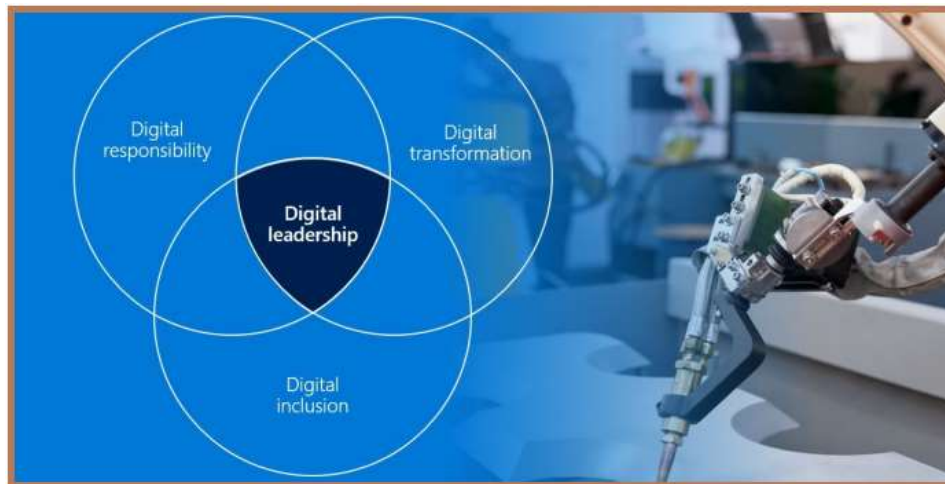 Digital
responsibility
Digital
transformation
Digital
leadership
Digital
inclusion